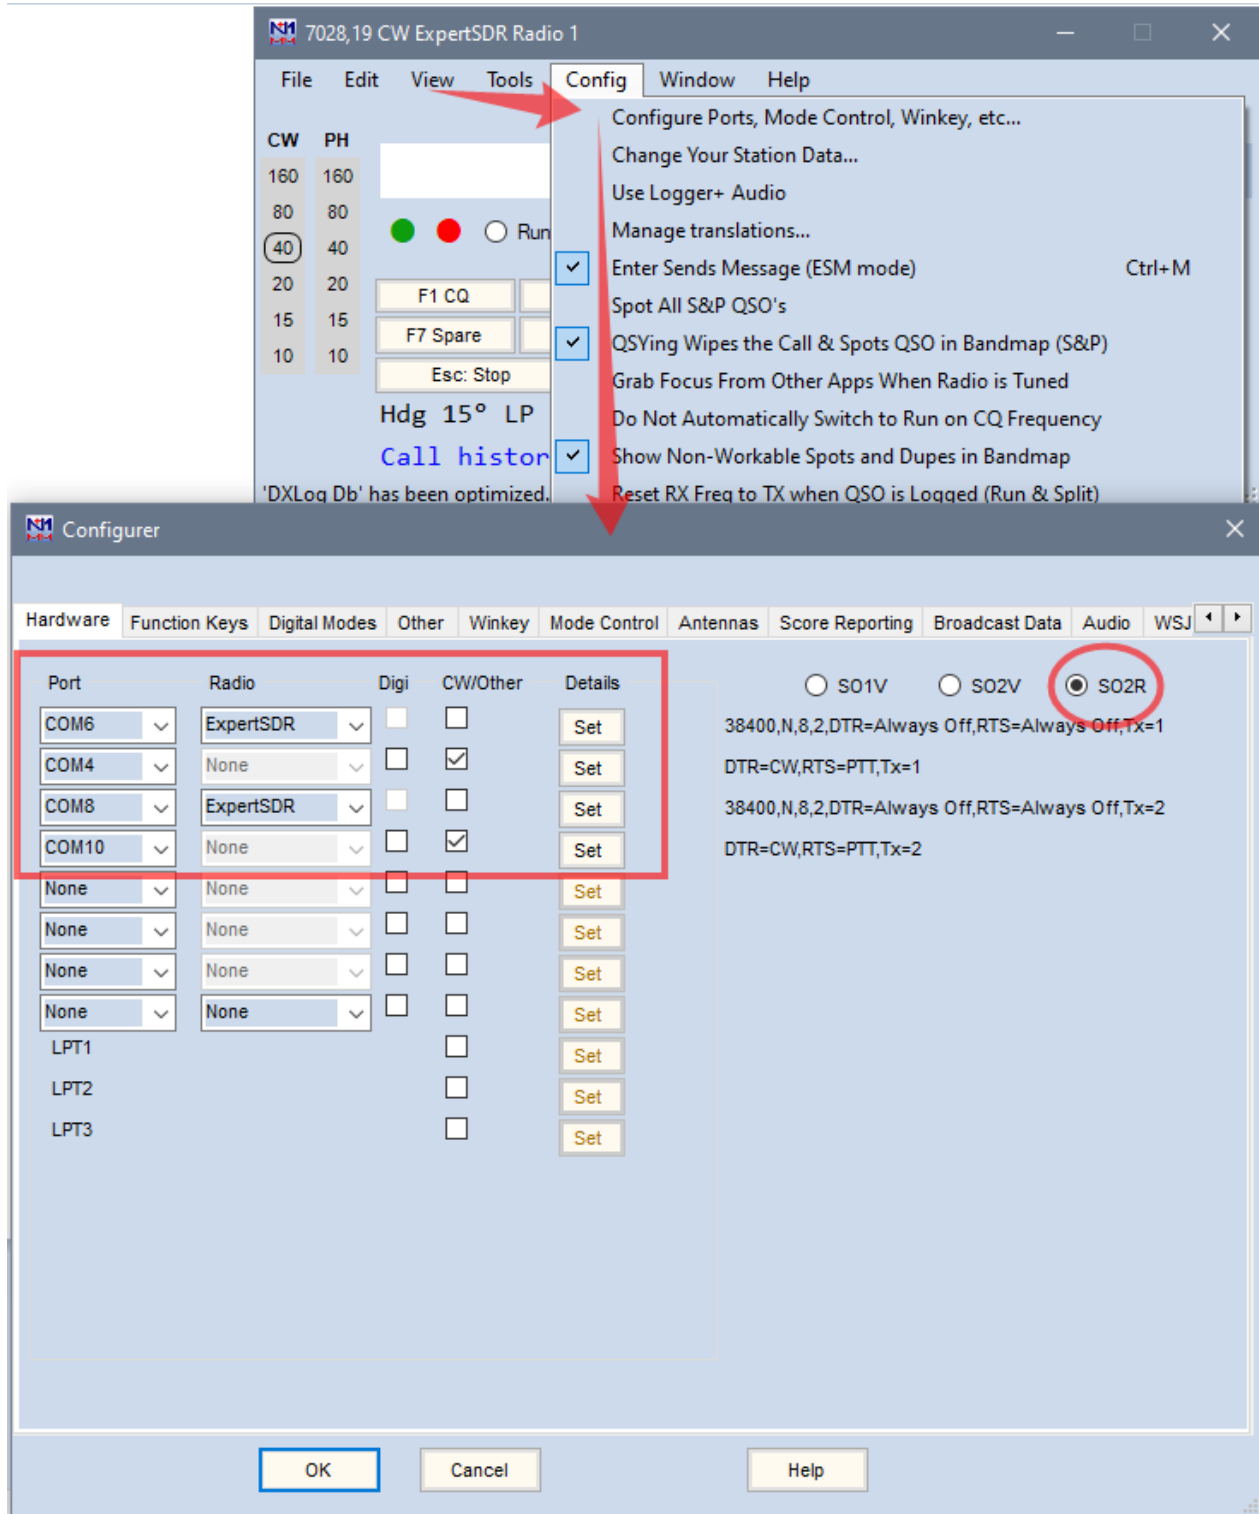 7028,19 CW ExpertSDR Radio 1
File Edit View Tools Config Window Help
Configure Ports, Mode Control, Winkey, etc...
Change Your Station Data...
Use Logger+ Audio
Manage translations...
Enter Sends Message (ESM mode) Ctrl+M
Spot All S&P QSO's
QSYing Wipes the Call & Spots QSO in Bandmap (S&P)
Grab Focus From Other Apps When Radio is Tuned
Do Not Automatically Switch to Run on CQ Frequency
Show Non-Workable Spots and Dupes in Bandmap
Reset RX Freq to TX when QSO is Logged (Run & Split)
CW PH
160 160
80 80
40 40
20 20
15 15
10 10
Run
F1 CQ
F7 Spare
Esc: Stop
Hdg 15° LP
Call histor
'DXLog Db' has been optimized.
Configurer
Hardware Function Keys Digital Modes Other Winkey Mode Control Antennas Score Reporting Broadcast Data Audio WSJ
Port Radio Digi CW/Other Details SO1V SO2V SO2R
COM6 ExpertSDR Set 38400,N,8,2,DTR=Always Off,RTS=Always Off,Tx=1
COM4 None Set DTR=CW,RTS=PTT,Tx=1
COM8 ExpertSDR Set 38400,N,8,2,DTR=Always Off,RTS=Always Off,Tx=2
COM10 None Set DTR=CW,RTS=PTT,Tx=2
None None Set
None None Set
None None Set
None None Set
LPT1 Set
LPT2 Set
LPT3 Set
OK Cancel Help